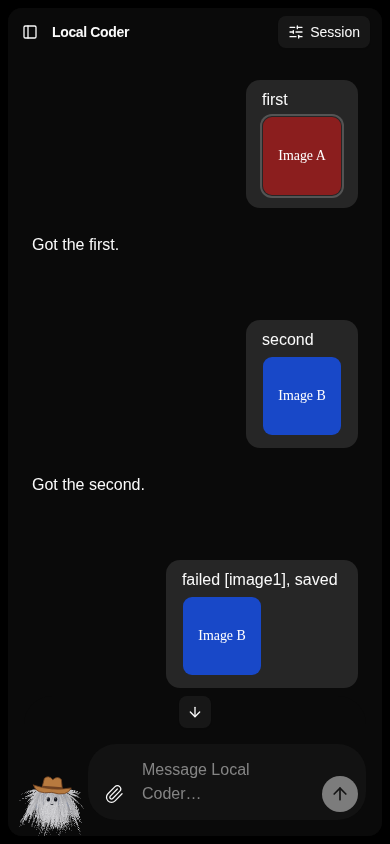 Local Coder
Session
first
Image A
Got the first.
second
Image B
Got the second.
failed [image1], saved
Image B
Message Local
Coder…